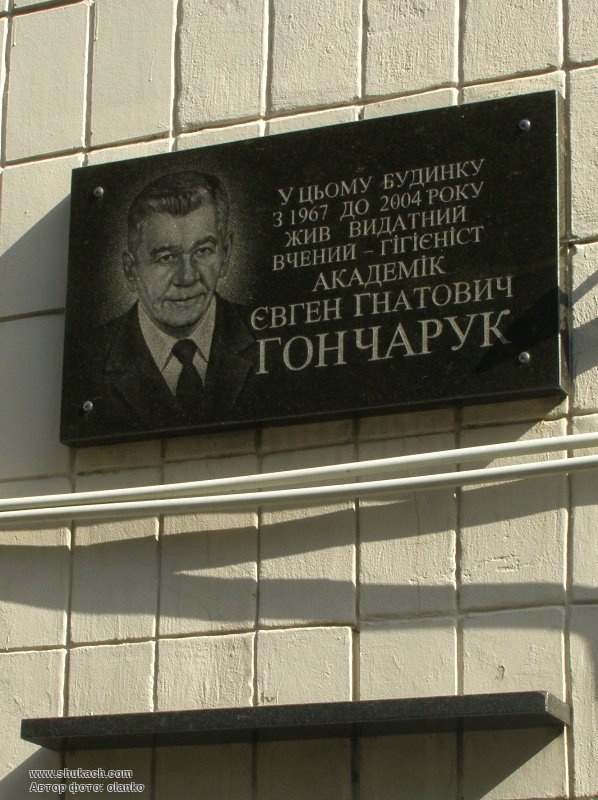 У ЦЬОМУ БУДИНКУ
З 1967 ДО 2004 РОКУ
ЖИВ ВИДАТНИЙ
ВЧЕНИЙ – ГІГІЄНІСТ
АКАДЕМІК
ЄВГЕН ГНАТОВИЧ
ГОНЧАРУК
www.shukach.com
Автор фото: olanko